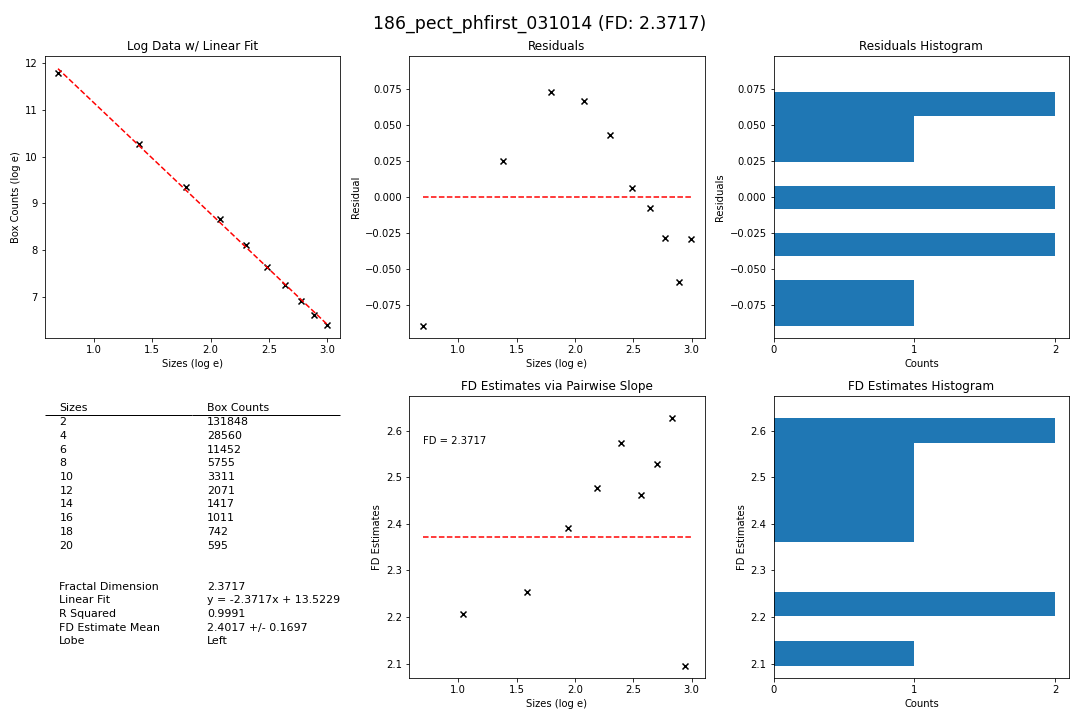 186_pect_phfirst_031014 (FD: 2.3717)
Log Data w/ Linear Fit
12
11
10
9
8
7
Box Counts (log e)
1.0 1.5 2.0 2.5 3.0
Sizes (log e)
Residuals
0.075
0.050
0.025
0.000
−0.025
−0.050
−0.075
Residual
1.0 1.5 2.0 2.5 3.0
Sizes (log e)
Residuals Histogram
0.075
0.050
0.025
0.000
−0.025
−0.050
−0.075
Residuals
0 1 2
Counts
Sizes Box Counts
2 131848
4 28560
6 11452
8 5755
10 3311
12 2071
14 1417
16 1011
18 742
20 595
Fractal Dimension 2.3717
Linear Fit y = -2.3717x + 13.5229
R Squared 0.9991
FD Estimate Mean 2.4017 +/- 0.1697
Lobe Left
FD Estimates via Pairwise Slope
FD = 2.3717
2.6
2.5
2.4
2.3
2.2
2.1
FD Estimates
1.0 1.5 2.0 2.5 3.0
Sizes (log e)
FD Estimates Histogram
2.6
2.5
2.4
2.3
2.2
2.1
FD Estimates
0 1 2
Counts